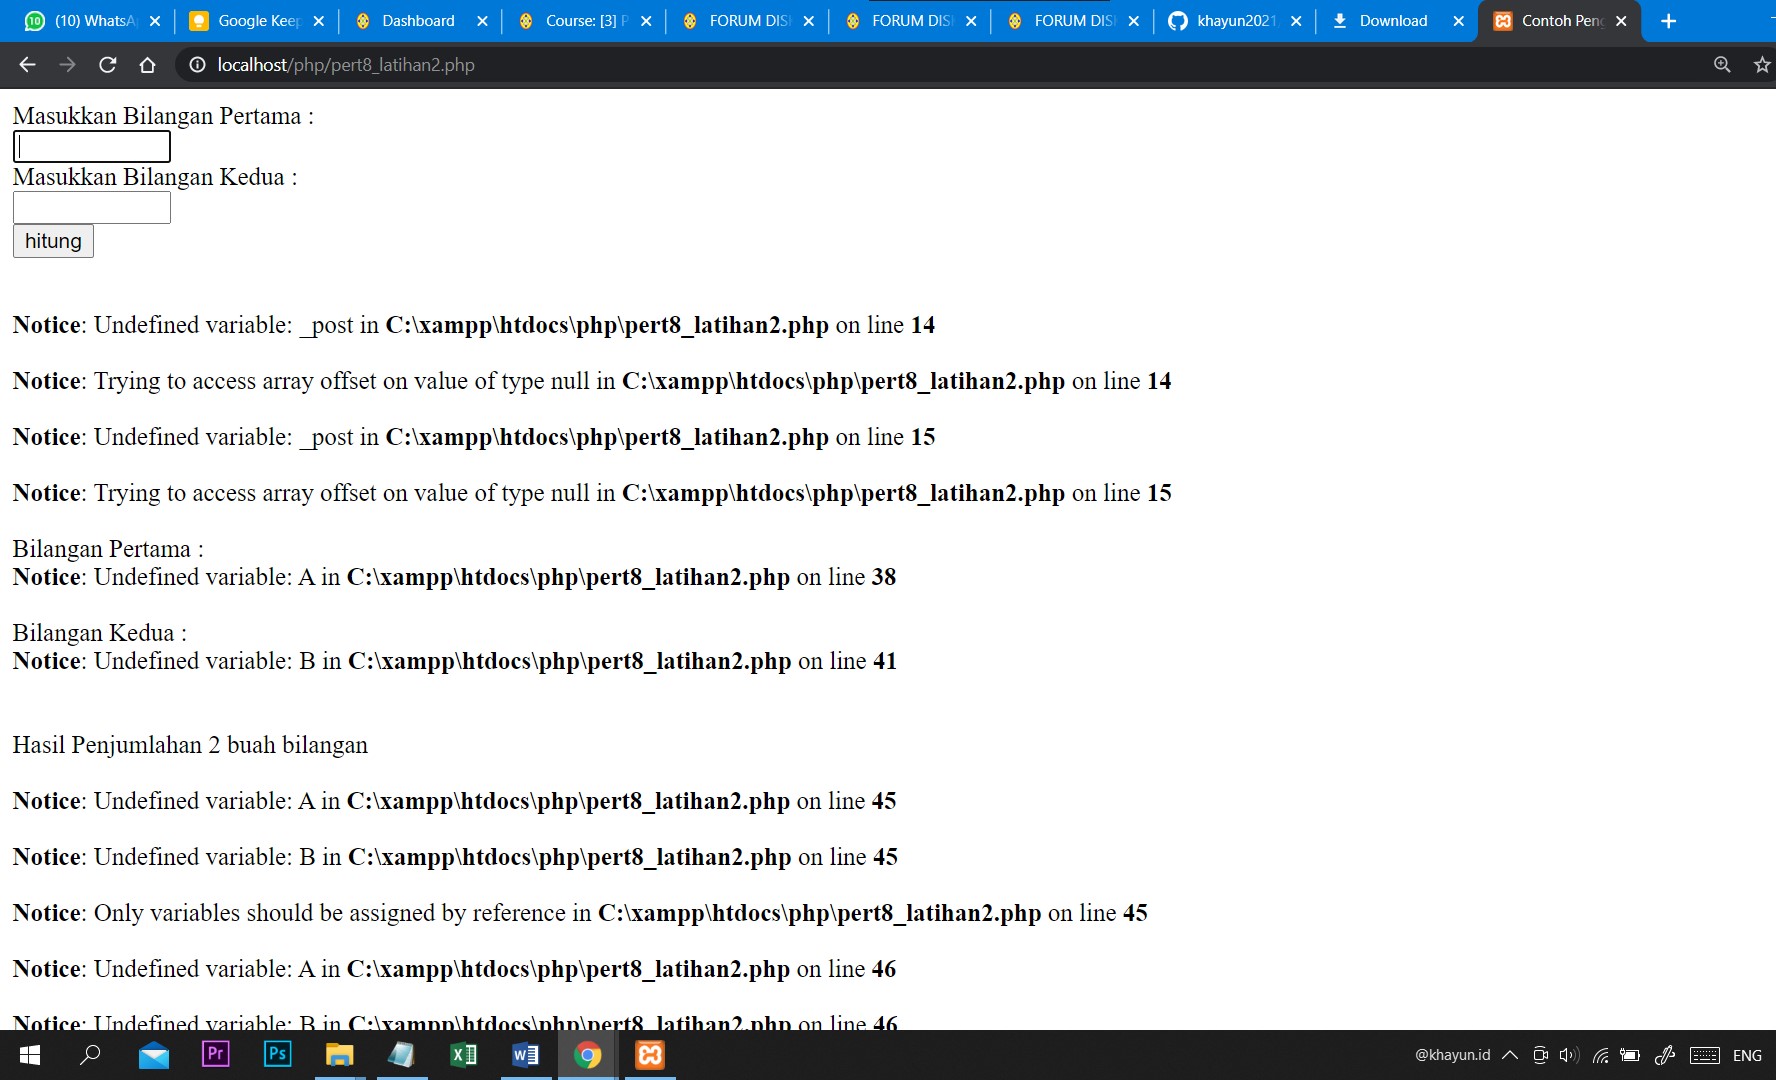 (10) WhatsA
Google Keep
Dashboard
Course: [3] P
FORUM DIS
FORUM DIS
FORUM DIS
khayun2021
Download
Contoh Peng
localhost/php/pert8_latihan2.php
Masukkan Bilangan Pertama :
Masukkan Bilangan Kedua :
hitung
Notice: Undefined variable: _post in C:\xampp\htdocs\php\pert8_latihan2.php on line 14
Notice: Trying to access array offset on value of type null in C:\xampp\htdocs\php\pert8_latihan2.php on line 14
Notice: Undefined variable: _post in C:\xampp\htdocs\php\pert8_latihan2.php on line 15
Notice: Trying to access array offset on value of type null in C:\xampp\htdocs\php\pert8_latihan2.php on line 15
Bilangan Pertama :
Notice: Undefined variable: A in C:\xampp\htdocs\php\pert8_latihan2.php on line 38
Bilangan Kedua :
Notice: Undefined variable: B in C:\xampp\htdocs\php\pert8_latihan2.php on line 41
Hasil Penjumlahan 2 buah bilangan
Notice: Undefined variable: A in C:\xampp\htdocs\php\pert8_latihan2.php on line 45
Notice: Undefined variable: B in C:\xampp\htdocs\php\pert8_latihan2.php on line 45
Notice: Only variables should be assigned by reference in C:\xampp\htdocs\php\pert8_latihan2.php on line 45
Notice: Undefined variable: A in C:\xampp\htdocs\php\pert8_latihan2.php on line 46
Notice: Undefined variable: B in C:\xampp\htdocs\php\pert8_latihan2.php on line 46
Pr
Ps
@khayun.id
ENG